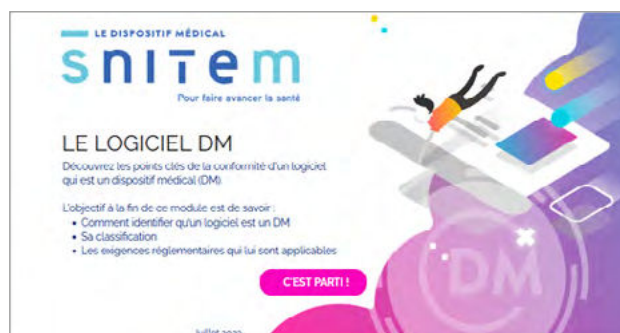 LE DISPOSITIF MÉDICAL
snitem
Pour faire avancer la santé
LE LOGICIEL DM
Découvrez les points clés de la conformité d'un logiciel
qui est un dispositif médical (DM)
L'objectif à la fin de ce module est de savoir :
• Comment identifier qu'un logiciel est un DM
• Sa classification
• Les exigences réglementaires qui lui sont applicables
C'EST PARTI !
DM
Juillet